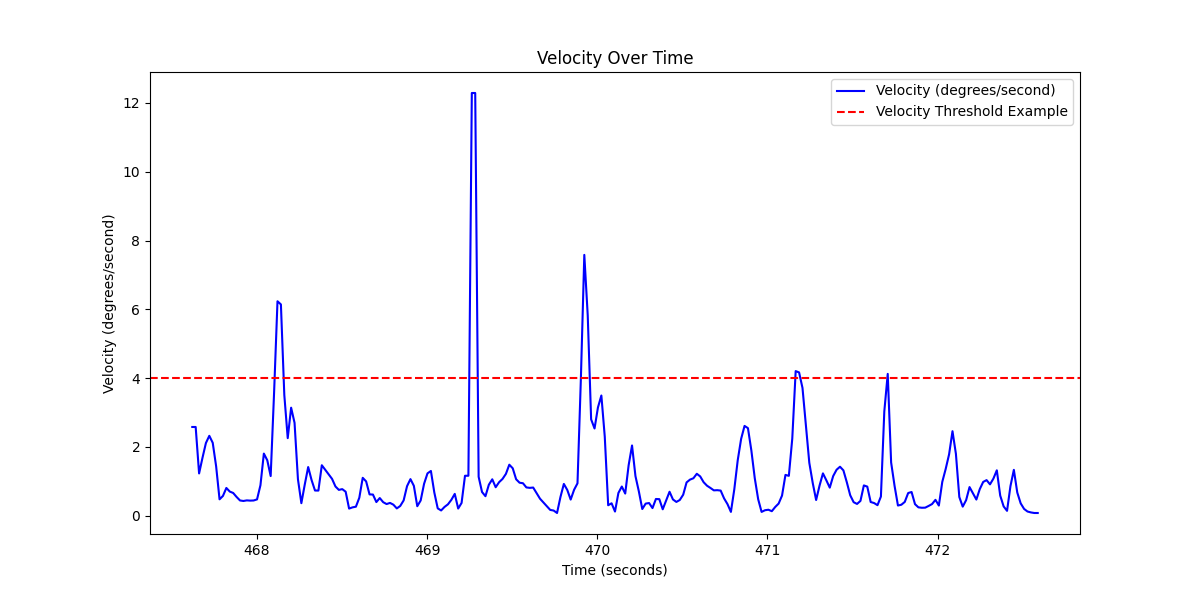 Velocity Over Time
Velocity (degrees/second)
Velocity Threshold Example
12
10
8
6
4
2
0
Velocity (degrees/second)
468
469
470
471
472
Time (seconds)